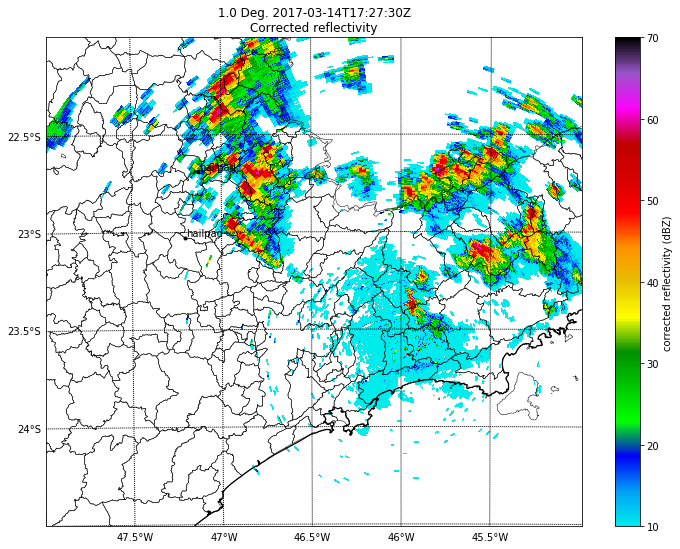 1.0 Deg. 2017-03-14T17:27:30Z
Corrected reflectivity
22.5°S
23°S
23.5°S
24°S
47.5°W
47°W
46.5°W
46°W
45.5°W
hailpad
hailpad
70
60
50
40
30
20
10
corrected reflectivity (dBZ)